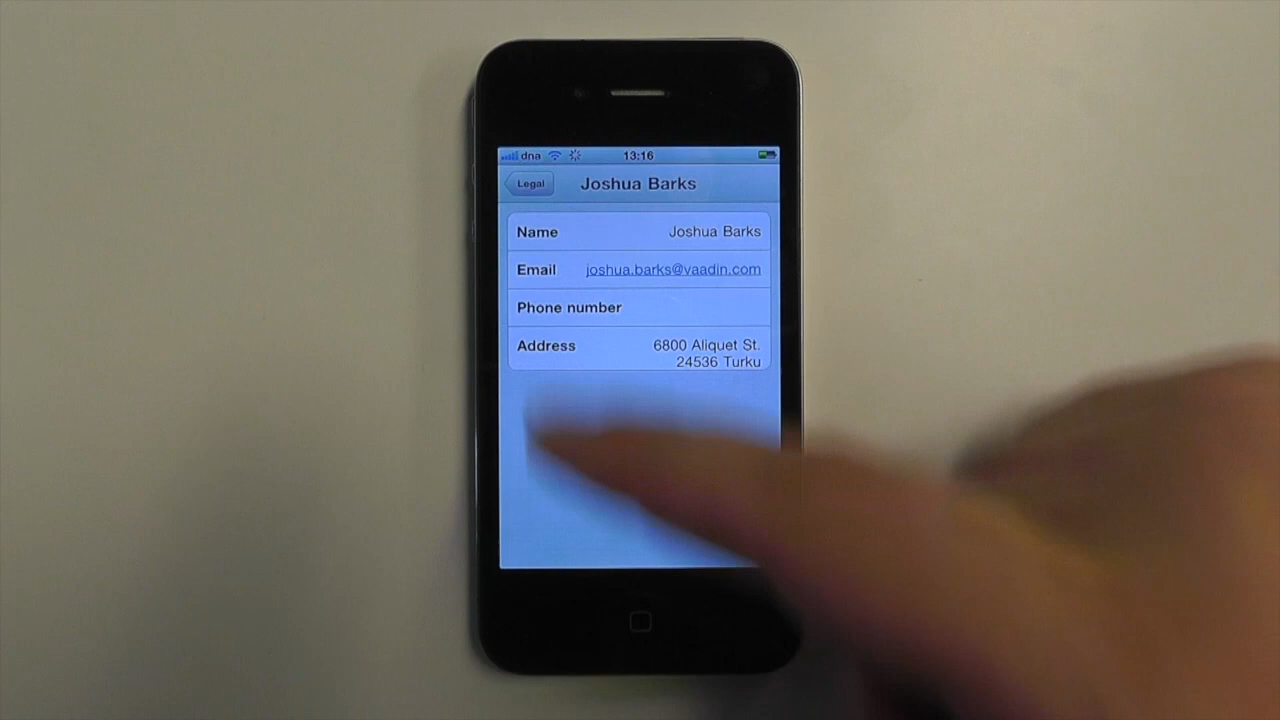 dna 13:16
Legal Joshua Barks
Name Joshua Barks
Email joshua.barks@vaadin.com
Phone number
Address 6800 Aliquet St.
24536 Turku